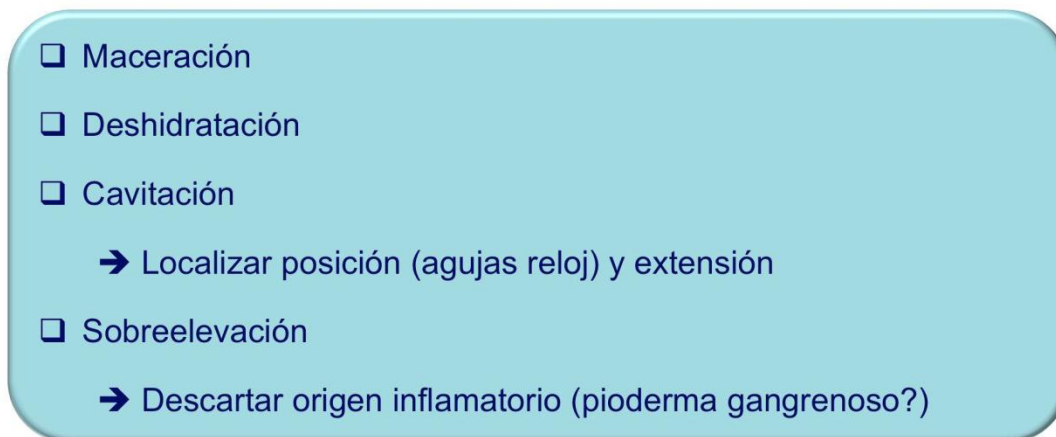 ❑ Maceración
❑ Deshidratación
❑ Cavitación
➔ Localizar posición (agujas reloj) y extensión
❑ Sobreelevación
➔ Descartar origen inflamatorio (pioderma gangrenoso?)